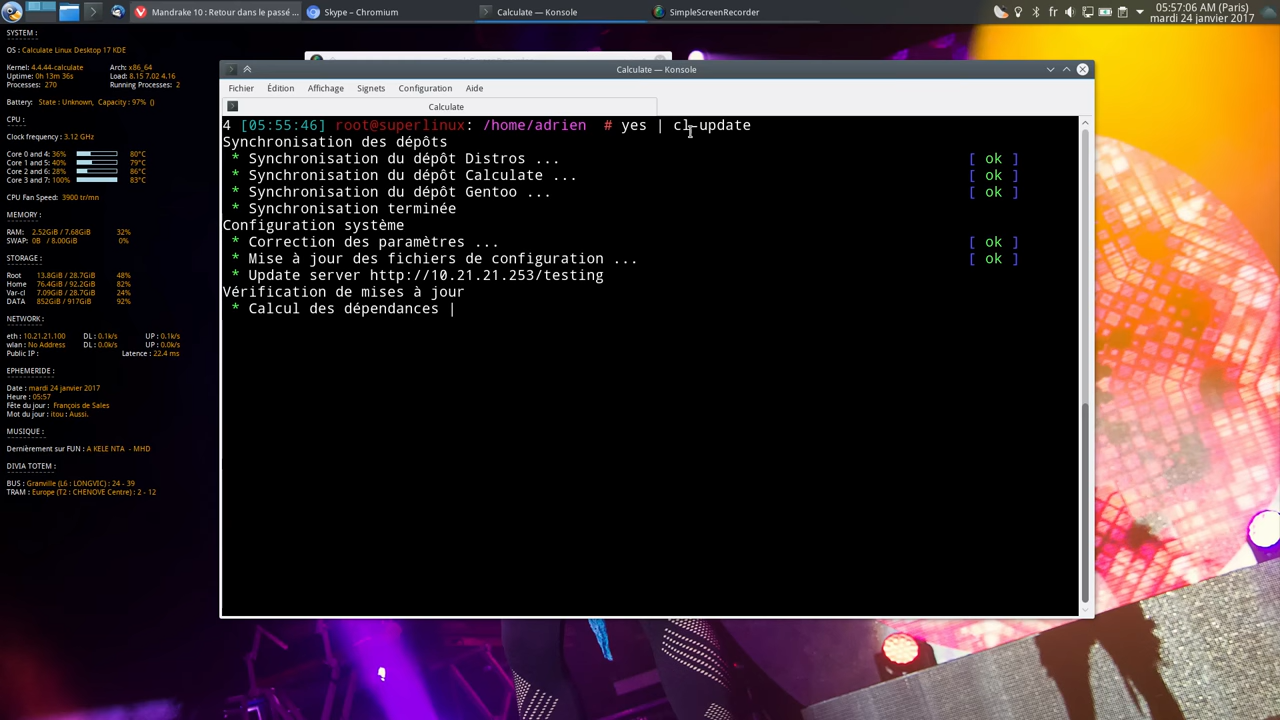 Mandrake 10 : Retour dans le passé ...
Skype – Chromium
Calculate — Konsole
SimpleScreenRecorder
05:57:06 AM (Paris)
mardi 24 janvier 2017
SYSTEM :
OS : Calculate Linux Desktop 17 KDE
Kernel: 4.4.44-calculate Arch: x86_64
Uptime: 0h 13m 36s Load: 8.15 7.02 4.16
Processes: 270 Running Processes: 2
Battery: State : Unknown, Capacity : 97% ()
CPU :
Clock frequency : 3.12 GHz
Core 0 and 4: 36% 80°C
Core 1 and 5: 40% 79°C
Core 2 and 6: 28% 86°C
Core 3 and 7: 100% 83°C
CPU Fan Speed: 3900 tr/mn
MEMORY :
RAM: 2.52GiB / 7.68GiB 32%
SWAP: 0B / 8.00GiB 0%
STORAGE :
Root 13.8GiB / 28.7GiB 48%
Home 76.4GiB / 92.2GiB 82%
Var-cl 7.09GiB / 28.7GiB 24%
DATA 852GiB / 917GiB 92%
NETWORK :
eth : 10.21.21.100 DL : 0.1k/s UP : 0.1k/s
wlan : No Address DL : 0.0k/s UP : 0.0k/s
Public IP : Latence : 22.4 ms
EPHEMERIDE :
Date : mardi 24 janvier 2017
Heure : 05:57
Fête du jour : François de Sales
Mot du jour : itou : Aussi.
MUSIQUE :
Dernièrement sur FUN : A KELE NTA - MHD
DIVIA TOTEM :
BUS : Granville (L6 : LONGVIC) : 24 - 39
TRAM : Europe (T2 : CHENOVE Centre) : 2 - 12
Calculate — Konsole
Fichier Édition Affichage Signets Configuration Aide
Calculate
4 [05:55:46] root@superlinux: /home/adrien # yes | cl-update
Synchronisation des dépôts
* Synchronisation du dépôt Distros ... [ ok ]
* Synchronisation du dépôt Calculate ... [ ok ]
* Synchronisation du dépôt Gentoo ... [ ok ]
* Synchronisation terminée
Configuration système
* Correction des paramètres ... [ ok ]
* Mise à jour des fichiers de configuration ... [ ok ]
* Update server http://10.21.21.253/testing
Vérification de mises à jour
* Calcul des dépendances |